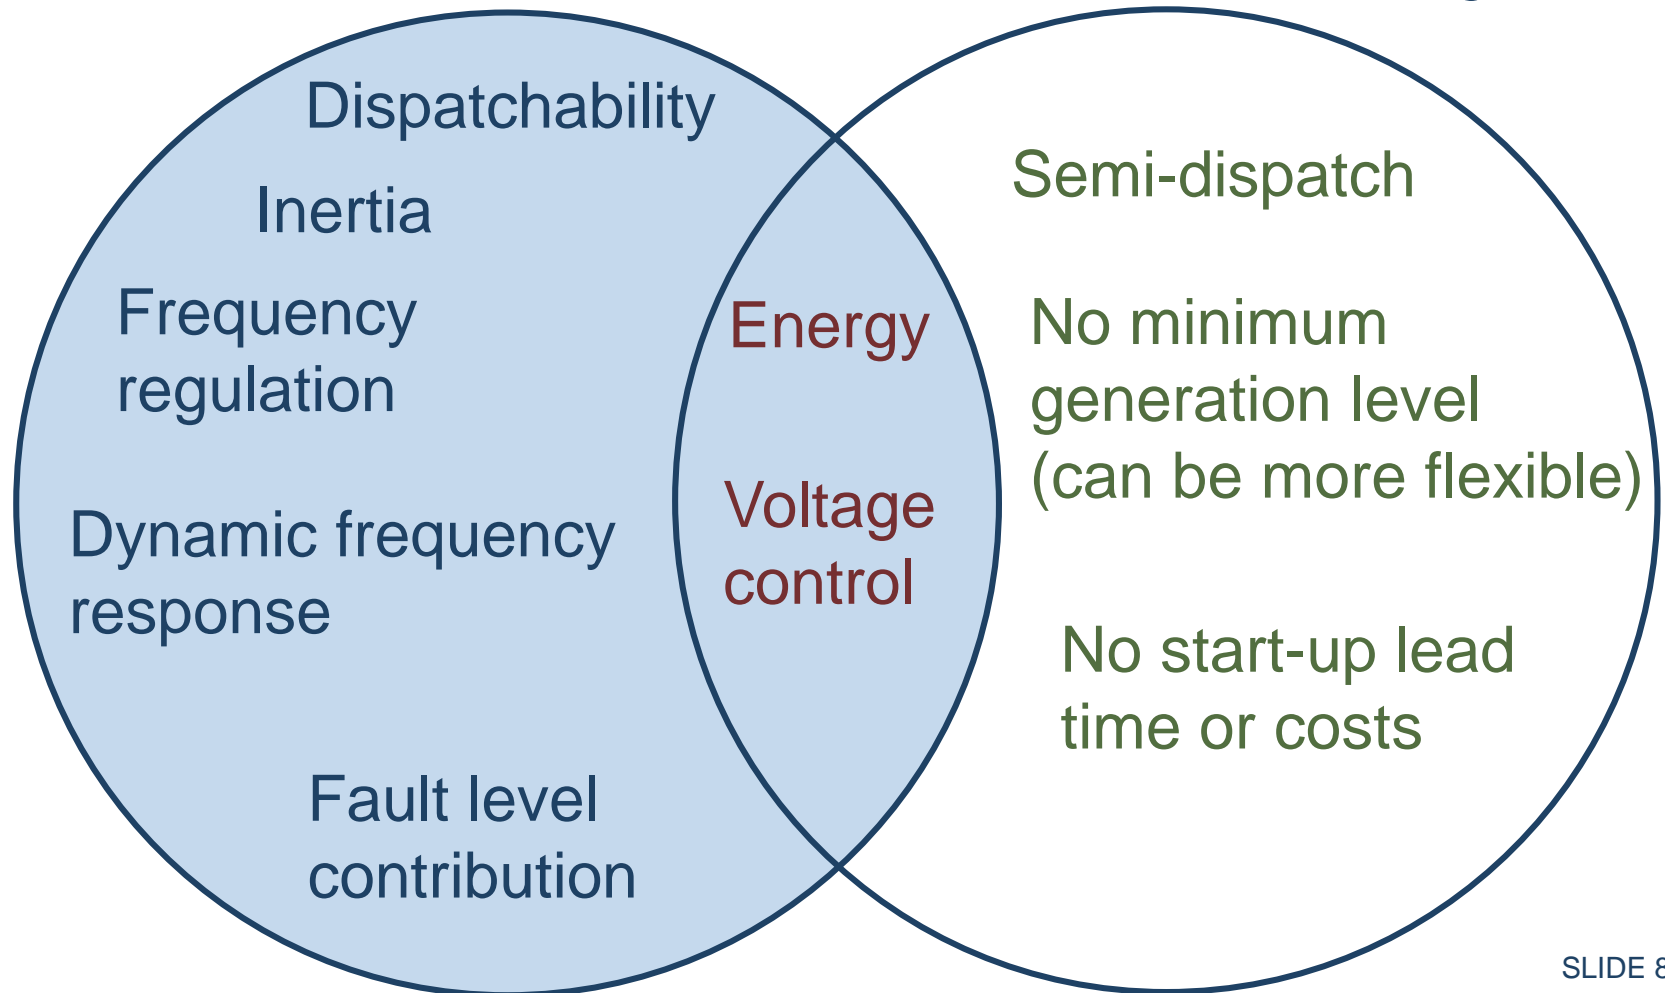 Dispatchability
Inertia
Frequency
regulation
Dynamic frequency
response
Fault level
contribution
Energy
Voltage
control
Semi-dispatch
No minimum
generation level
(can be more flexible)
No start-up lead
time or costs
SLIDE 8